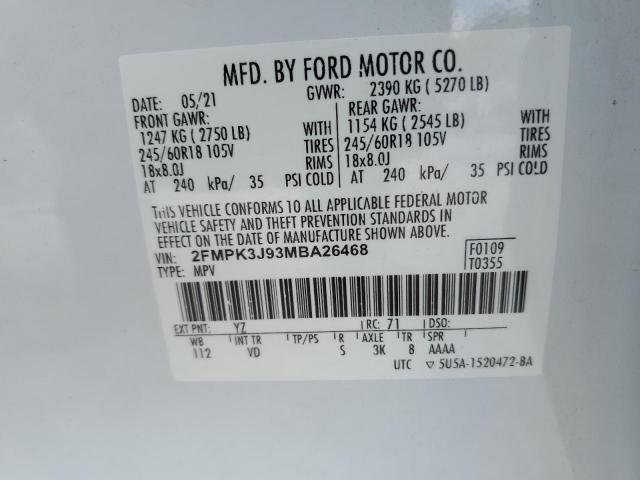 MFD. BY FORD MOTOR CO.
DATE: 05/21 GVWR: 2390 KG ( 5270 LB)
FRONT GAWR: REAR GAWR:
1247 KG ( 2750 LB) WITH 1154 KG ( 2545 LB) WITH
245/60R18 105V TIRES 245/60R18 105V TIRES
18x8.0J RIMS 18x8.0J RIMS
AT 240 kPa/ 35 PSI COLD AT 240 kPa/ 35 PSI COLD
THIS VEHICLE CONFORMS TO ALL APPLICABLE FEDERAL MOTOR
VEHICLE SAFETY AND THEFT PREVENTION STANDARDS IN
EFFECT ON THE DATE OF MANUFACTURE SHOWN ABOVE.
VIN: 2FMPK3J93MBA26468 F0109
TYPE: MPV T0355
EXT PNT: YZ RC: 71 DSO:
WB INT TR TP/PS R AXLE TR SPR
112 VD S 3K 8 AAAA
UTC ▽ 5U5A-1520472-BA